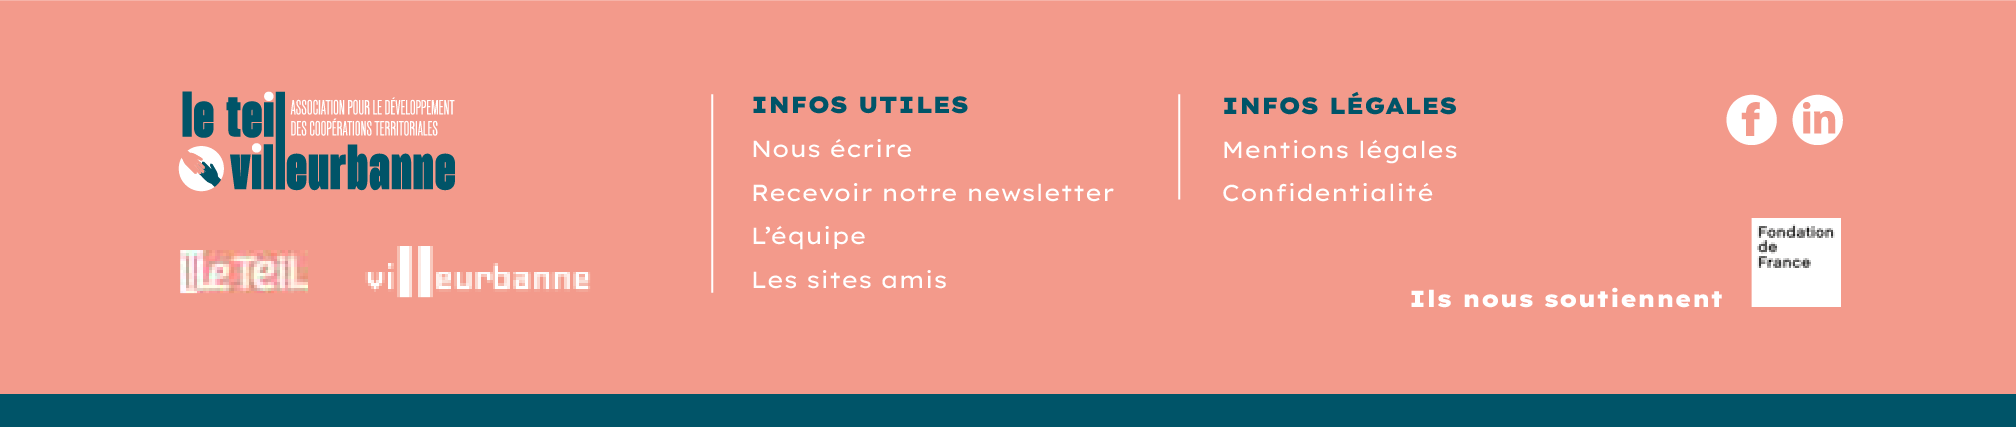 le teil
ASSOCIATION POUR LE DÉVELOPPEMENT
DES COOPÉRATIONS TERRITORIALES
villeurbanne
Le Teil
villeurbanne
INFOS UTILES
Nous écrire
Recevoir notre newsletter
L’équipe
Les sites amis
INFOS LÉGALES
Mentions légales
Confidentialité
f
in
Ils nous soutiennent
Fondation
de
France